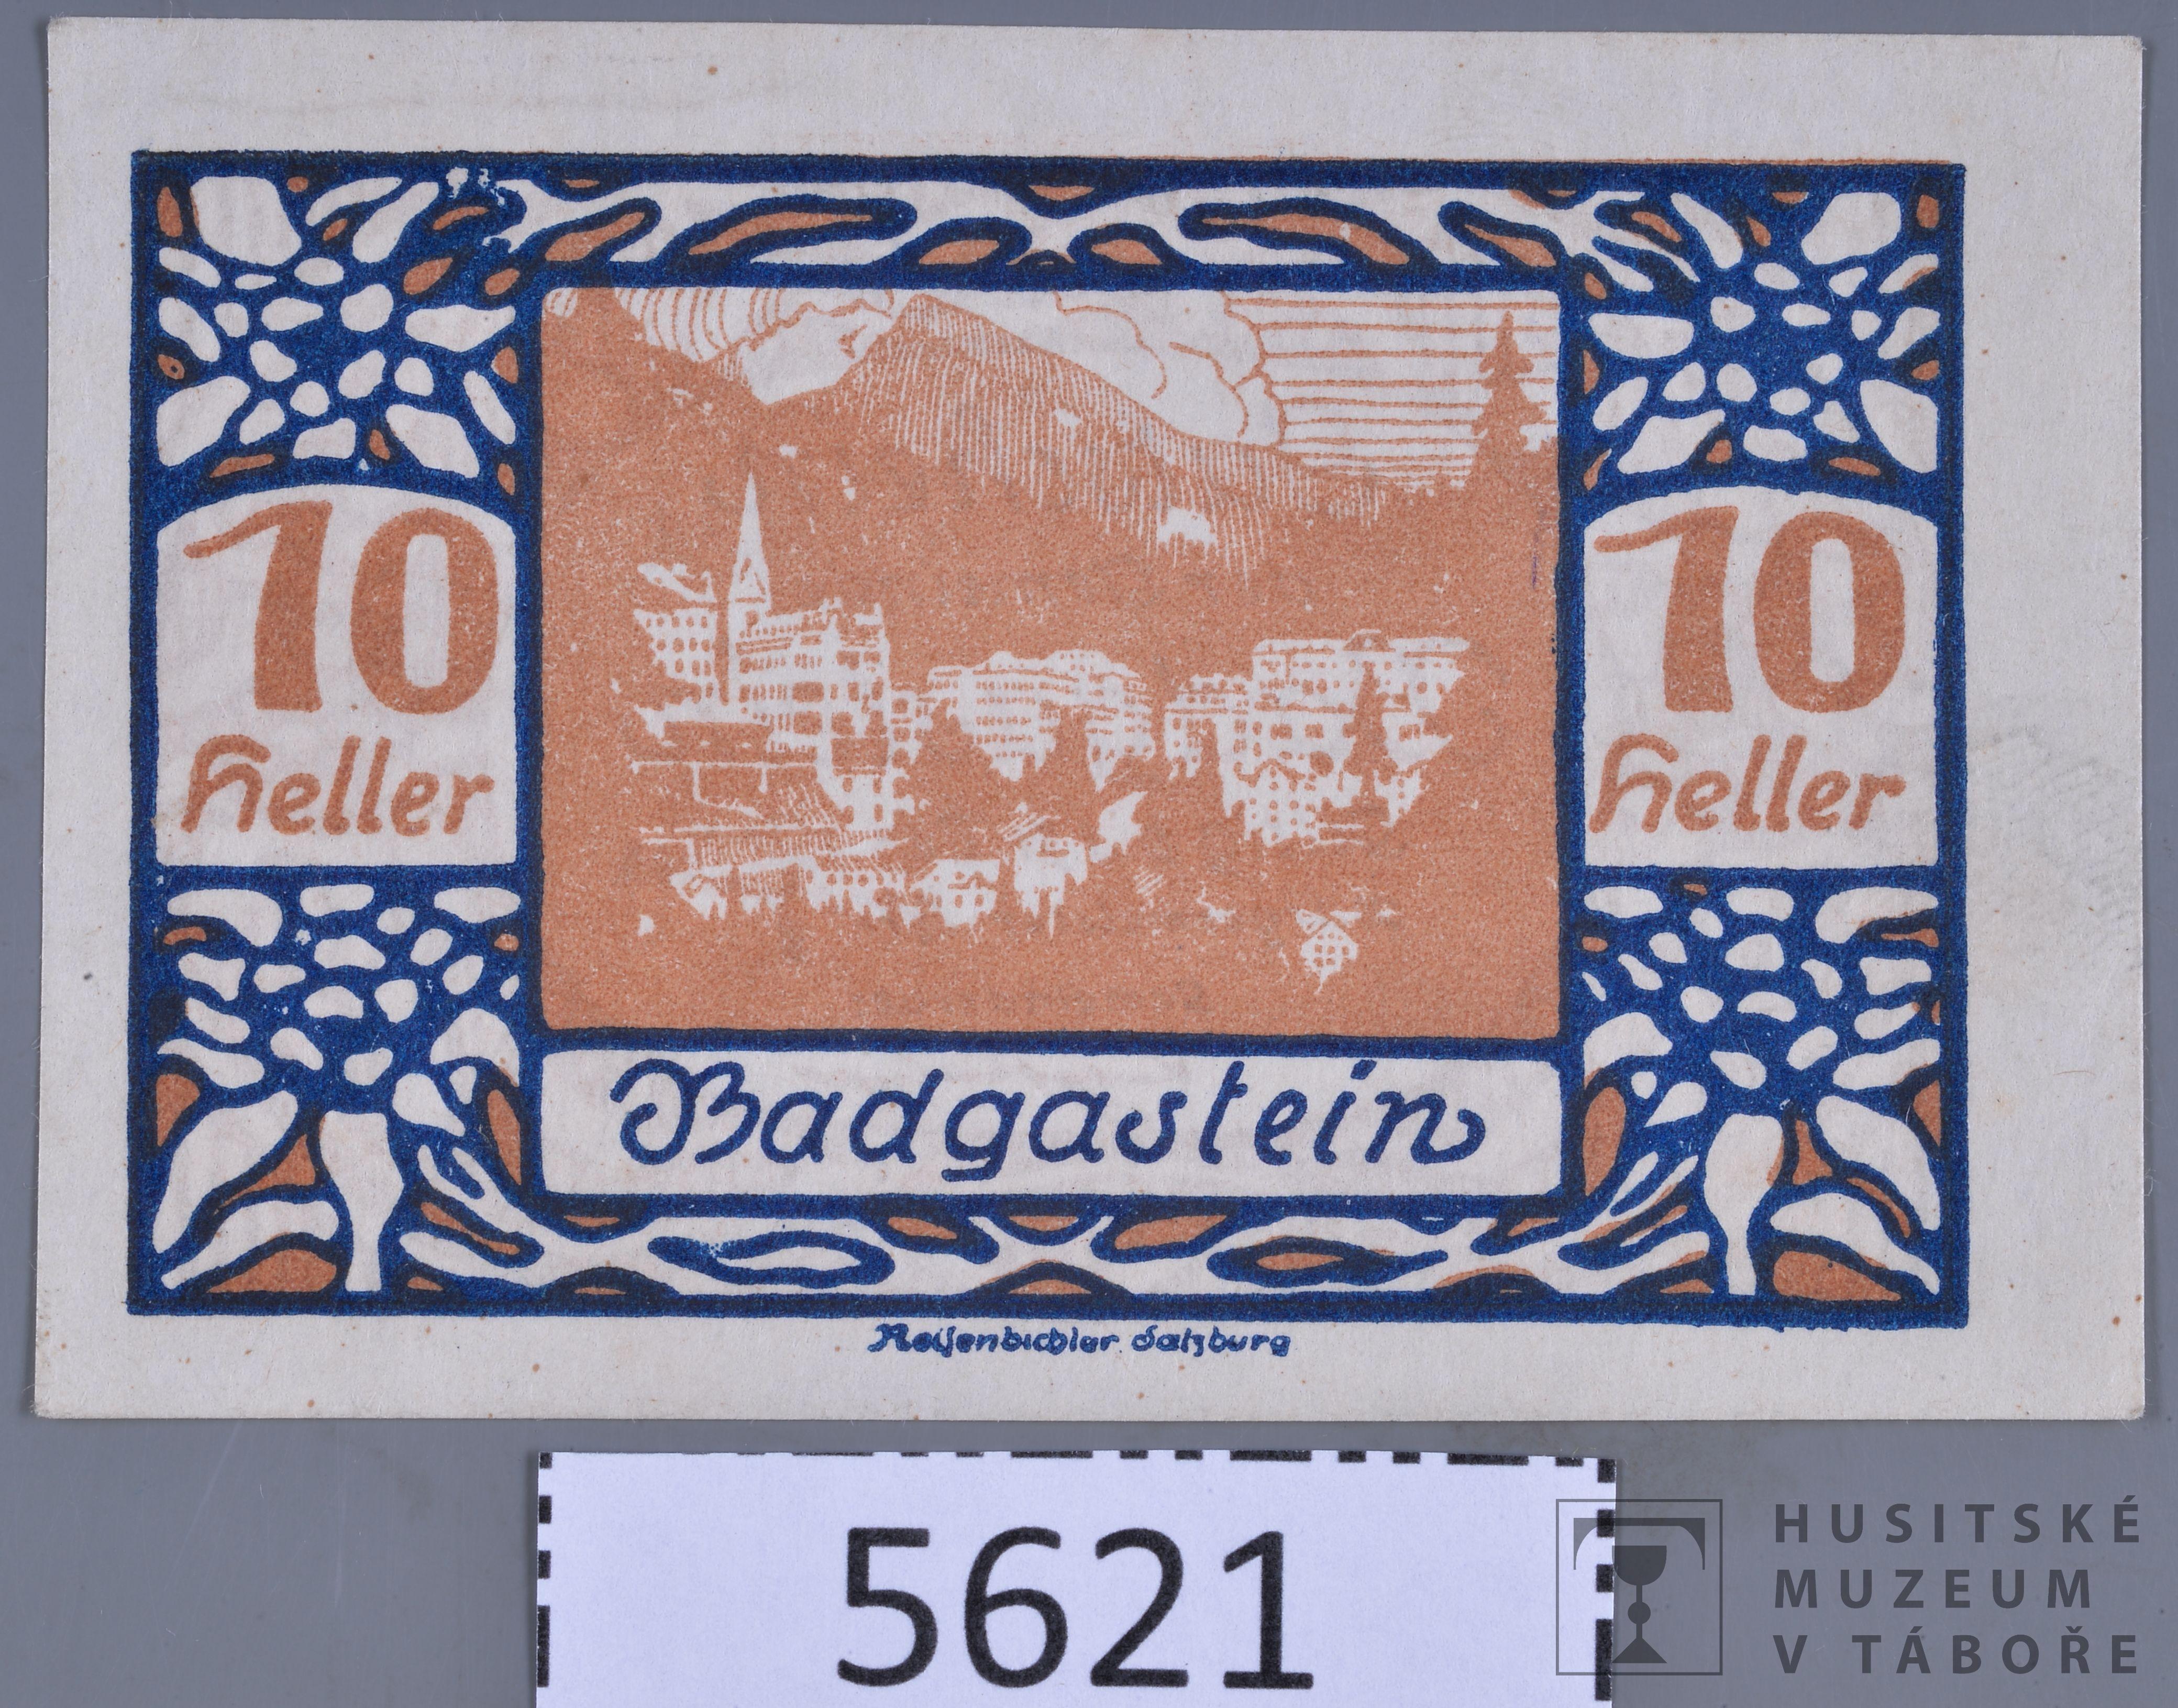 10
Heller
10
Heller
Badgastein
Reisenbichler Salzburg
5621
HUSITSKÉ
MUZEUM
V TÁBOŘE